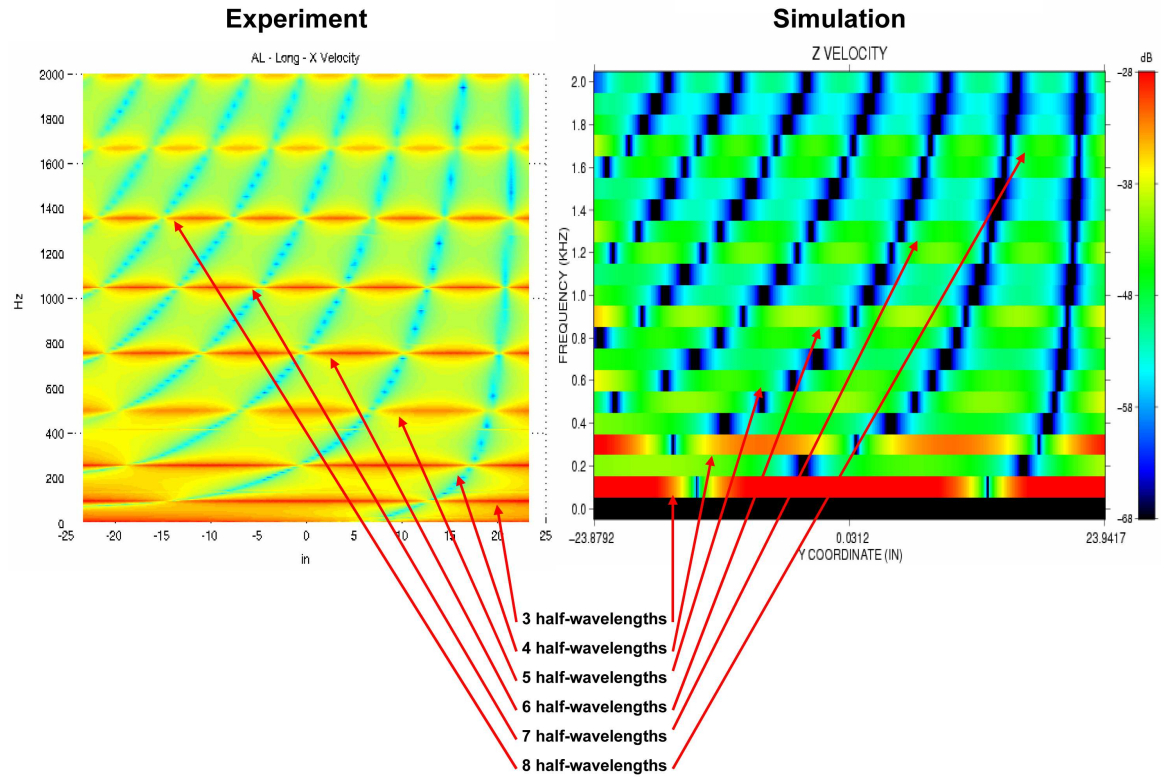 Experiment
Simulation
AL - Long - X Velocity
2000
1800
1600
1400
1200
1000
800
600
400
200
0
Hz
-25 -20 -15 -10 -5 0 5 10 15 20 25
in
Z VELOCITY
dB
2.0
1.8
1.6
1.4
1.2
1.0
0.8
0.6
0.4
0.2
0.0
FREQUENCY (KHZ)
−23.8792 0.0312 23.9417
Y COORDINATE (IN)
−28
−38
−48
−58
−68
3 half-wavelengths
4 half-wavelengths
5 half-wavelengths
6 half-wavelengths
7 half-wavelengths
8 half-wavelengths